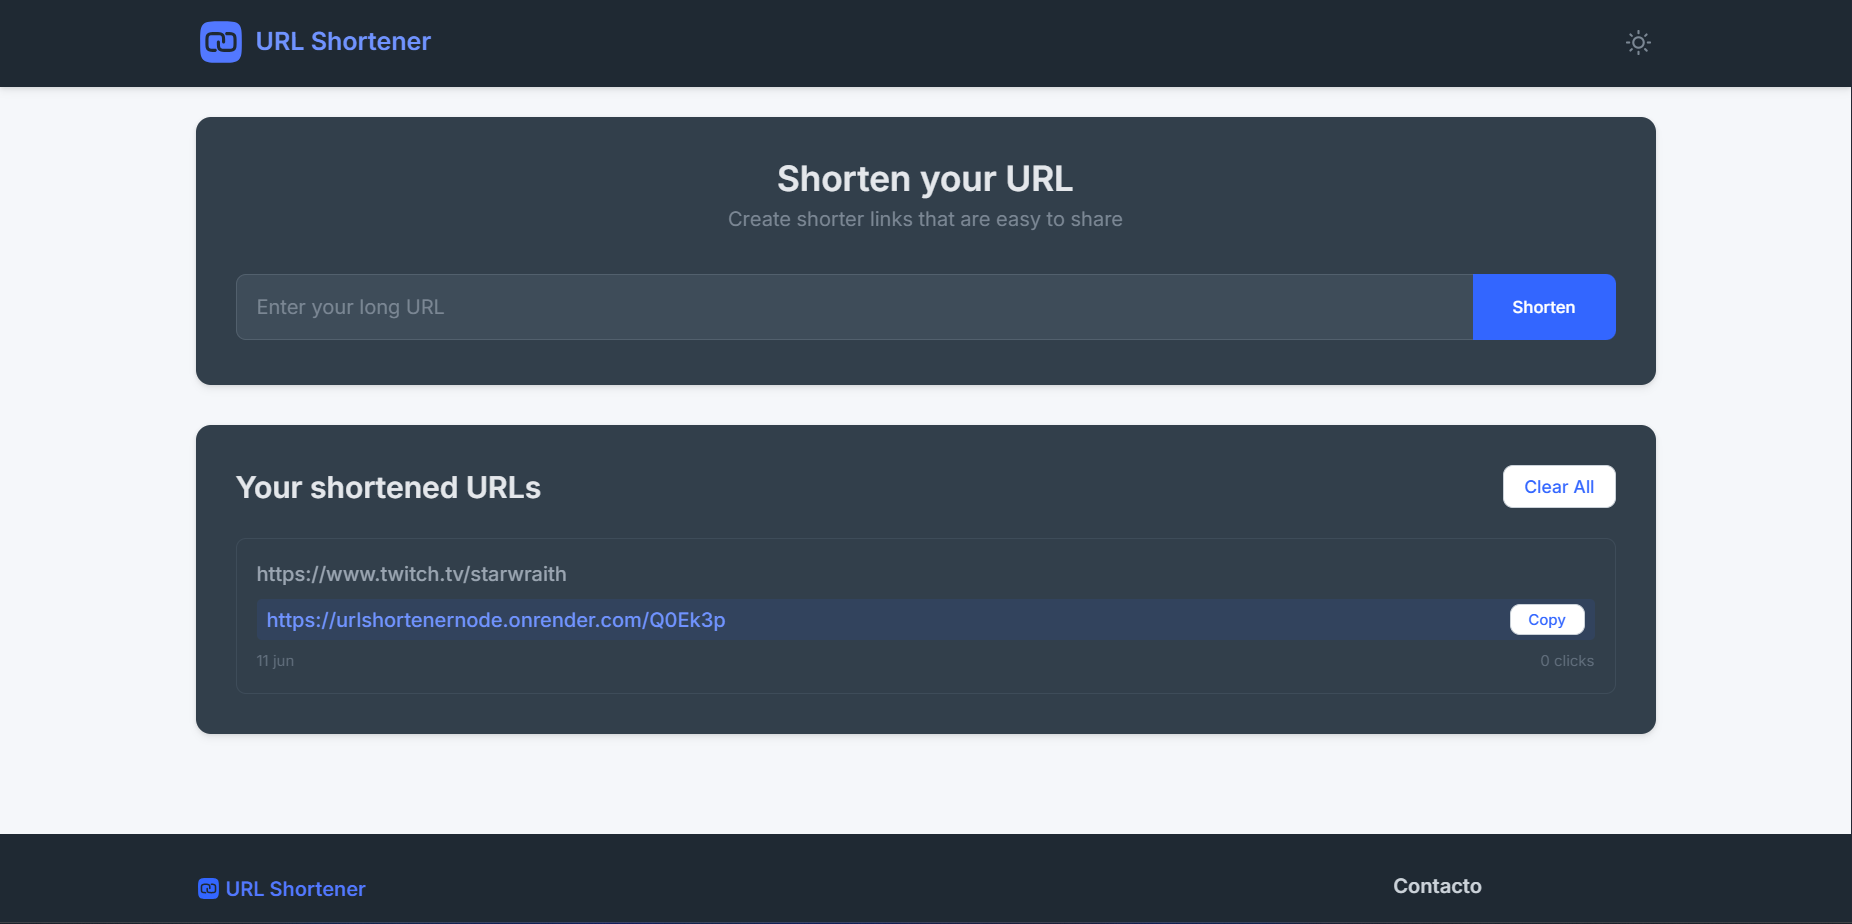 URL Shortener
Shorten your URL
Create shorter links that are easy to share
Enter your long URL
Shorten
Your shortened URLs
Clear All
https://www.twitch.tv/starwraith
https://urlshortenernode.onrender.com/Q0Ek3p
Copy
11 jun
0 clicks
URL Shortener
Contacto